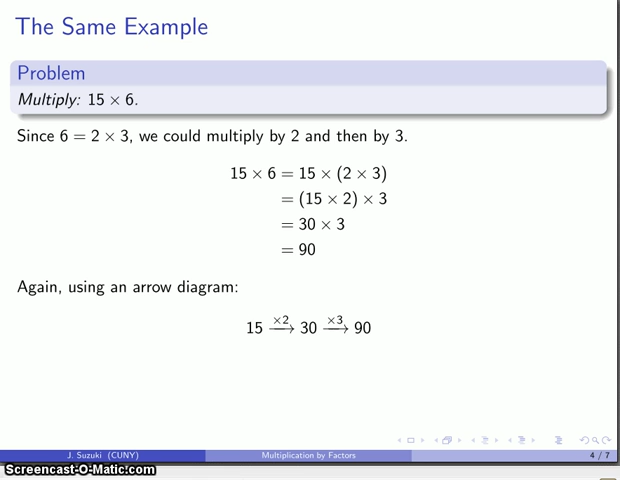 The Same Example
Problem
Multiply: 15 × 6.
Since 6 = 2 × 3, we could multiply by 2 and then by 3.
15 × 6 = 15 × (2 × 3)
= (15 × 2) × 3
= 30 × 3
= 90
Again, using an arrow diagram:
15 ×2⟶ 30 ×3⟶ 90
J. Suzuki (CUNY) Multiplication by Factors 4 / 7
Screencast-O-Matic.com